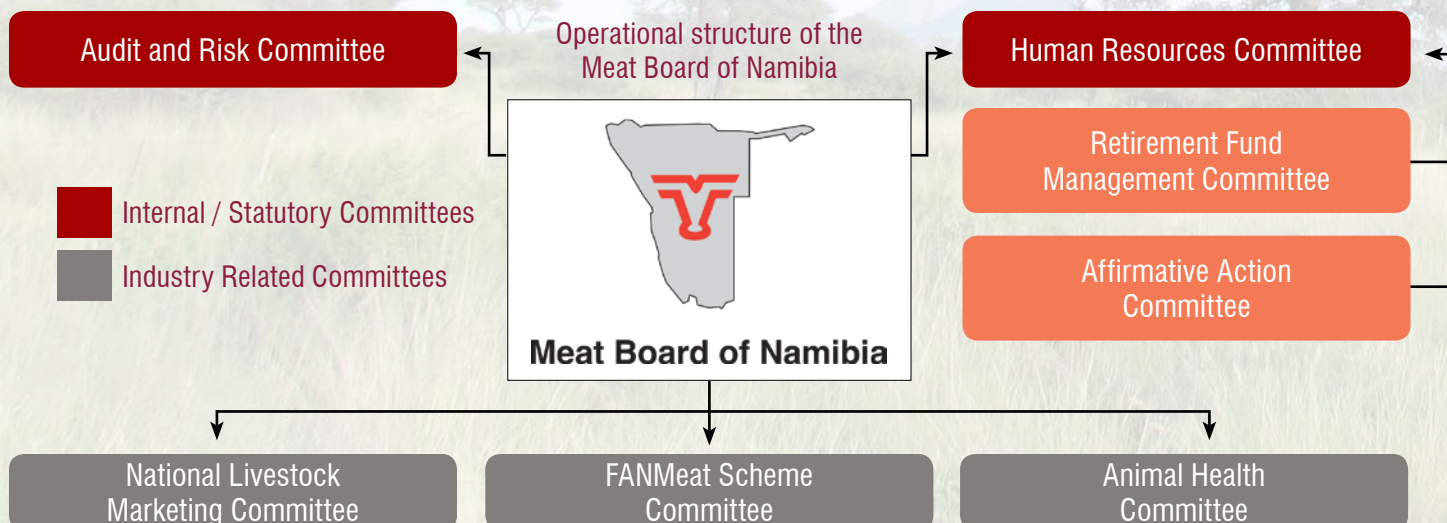 Audit and Risk Committee
Operational structure of the
Meat Board of Namibia
Human Resources Committee
Retirement Fund
Management Committee
Internal / Statutory Committees
Industry Related Committees
Affirmative Action
Committee
Meat Board of Namibia
National Livestock
Marketing Committee
FANMeat Scheme
Committee
Animal Health
Committee